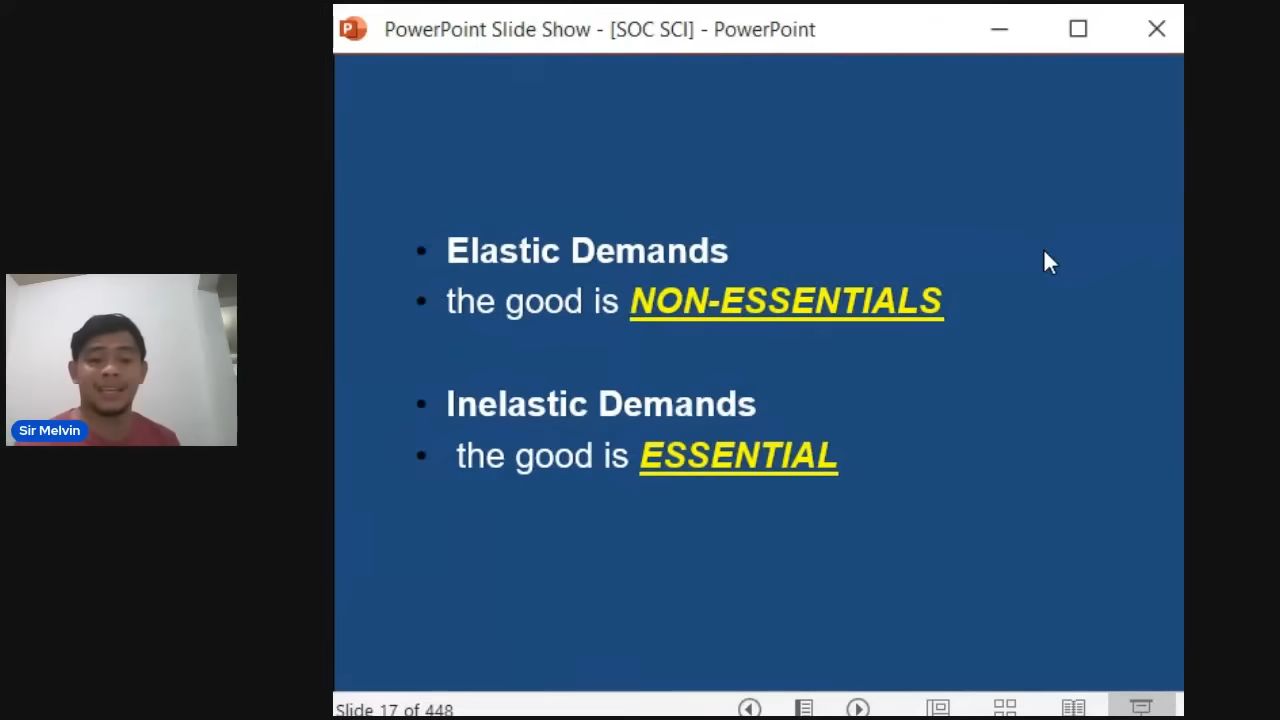 PowerPoint Slide Show - [SOC SCI] - PowerPoint
• Elastic Demands
• the good is NON-ESSENTIALS
• Inelastic Demands
• the good is ESSENTIAL
Sir Melvin
Slide 17 of 448